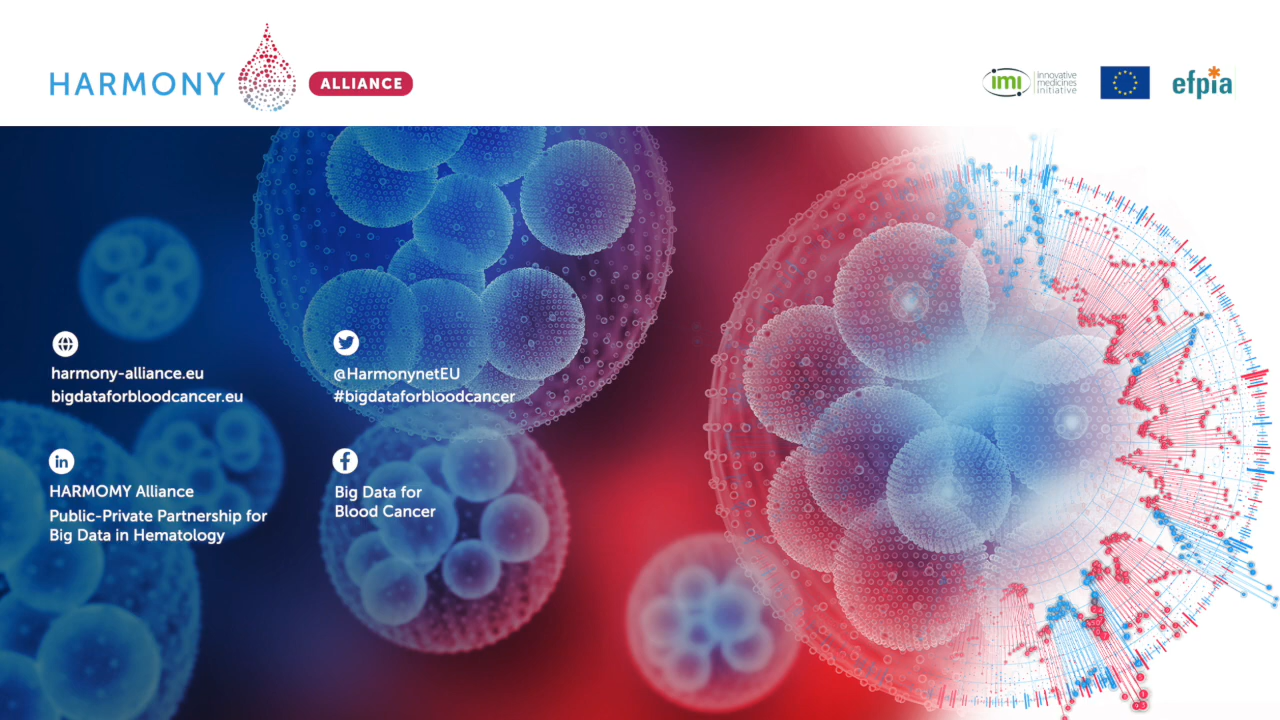 HARMONY
ALLIANCE
imi
innovative
medicines
initiative
efpia
harmony-alliance.eu
bigdataforbloodcancer.eu
@HarmonynetEU
#bigdataforbloodcancer
in
HARMOMY Alliance
Public-Private Partnership for
Big Data in Hematology
f
Big Data for
Blood Cancer